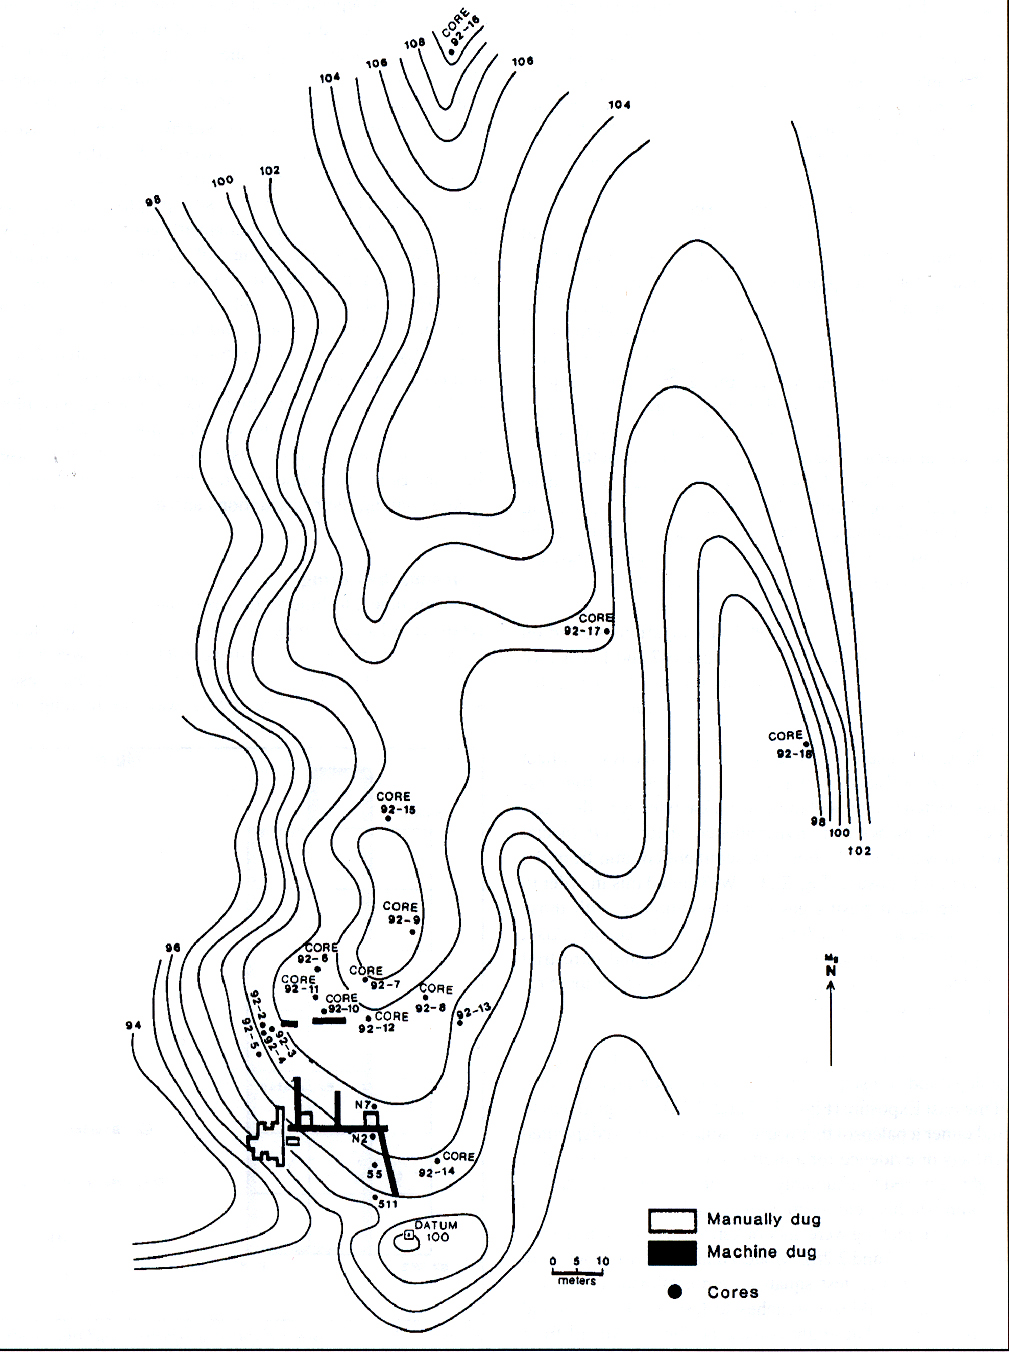 CORE
92-16
108
106
104
106
104
102
100
98
CORE
92-17
CORE
92-18
98
100
102
CORE
92-15
CORE
92-9
CORE
92-6
CORE
92-7
CORE
92-11
CORE
92-10
CORE
92-8
CORE
92-12
92-13
92-2
92-3
92-4
92-5
96
94
N7
N2
55
511
CORE
92-14
DATUM
100
N
Manually dug
Machine dug
Cores
0 5 10
meters